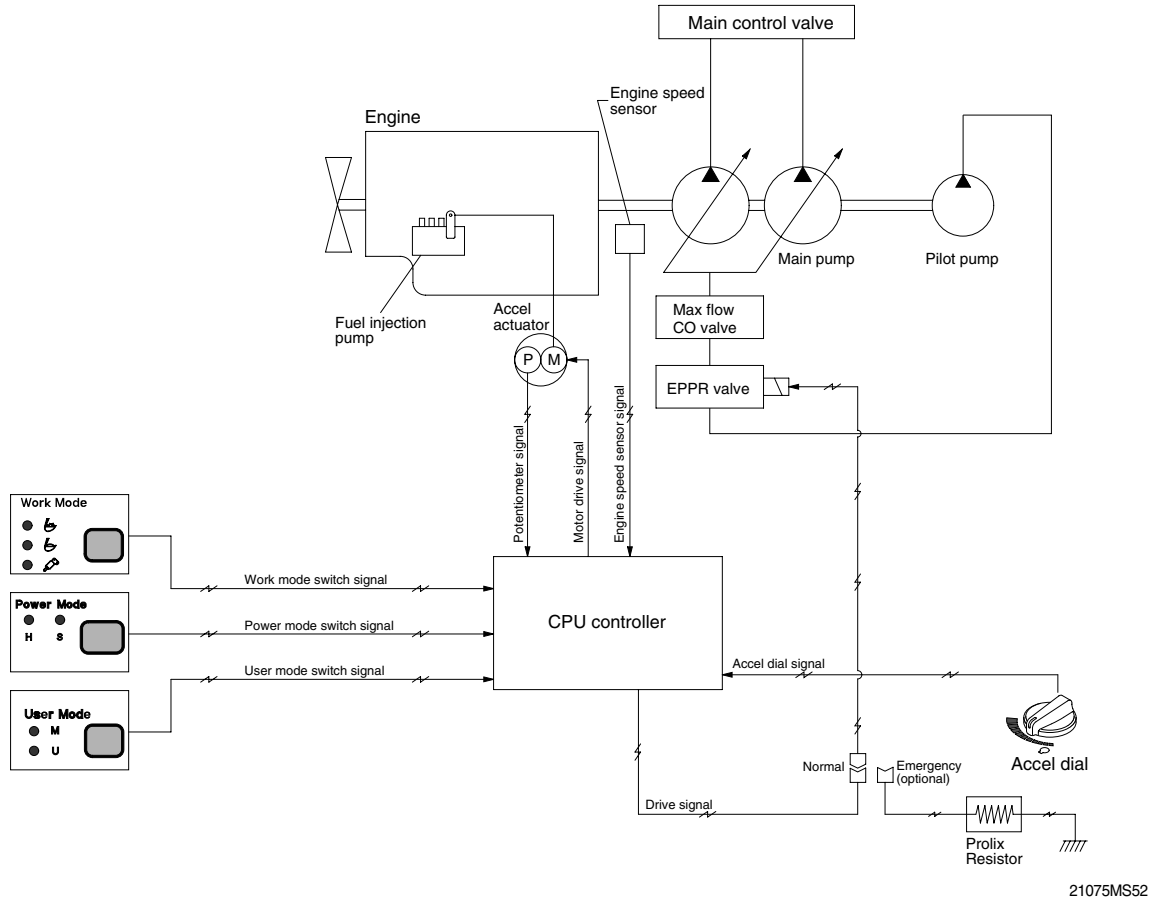 Main control valve
Engine speed
sensor
Engine
Main pump
Pilot pump
Fuel injection
pump
Accel
actuator
P
M
Max flow
CO valve
EPPR valve
Potentiometer signal
Motor drive signal
Engine speed sensor signal
Work Mode
Work mode switch signal
Power Mode
H
S
Power mode switch signal
User Mode
M
U
User mode switch signal
CPU controller
Accel dial signal
Accel dial
Normal
Emergency
(optional)
Drive signal
Prolix
Resistor
21075MS52